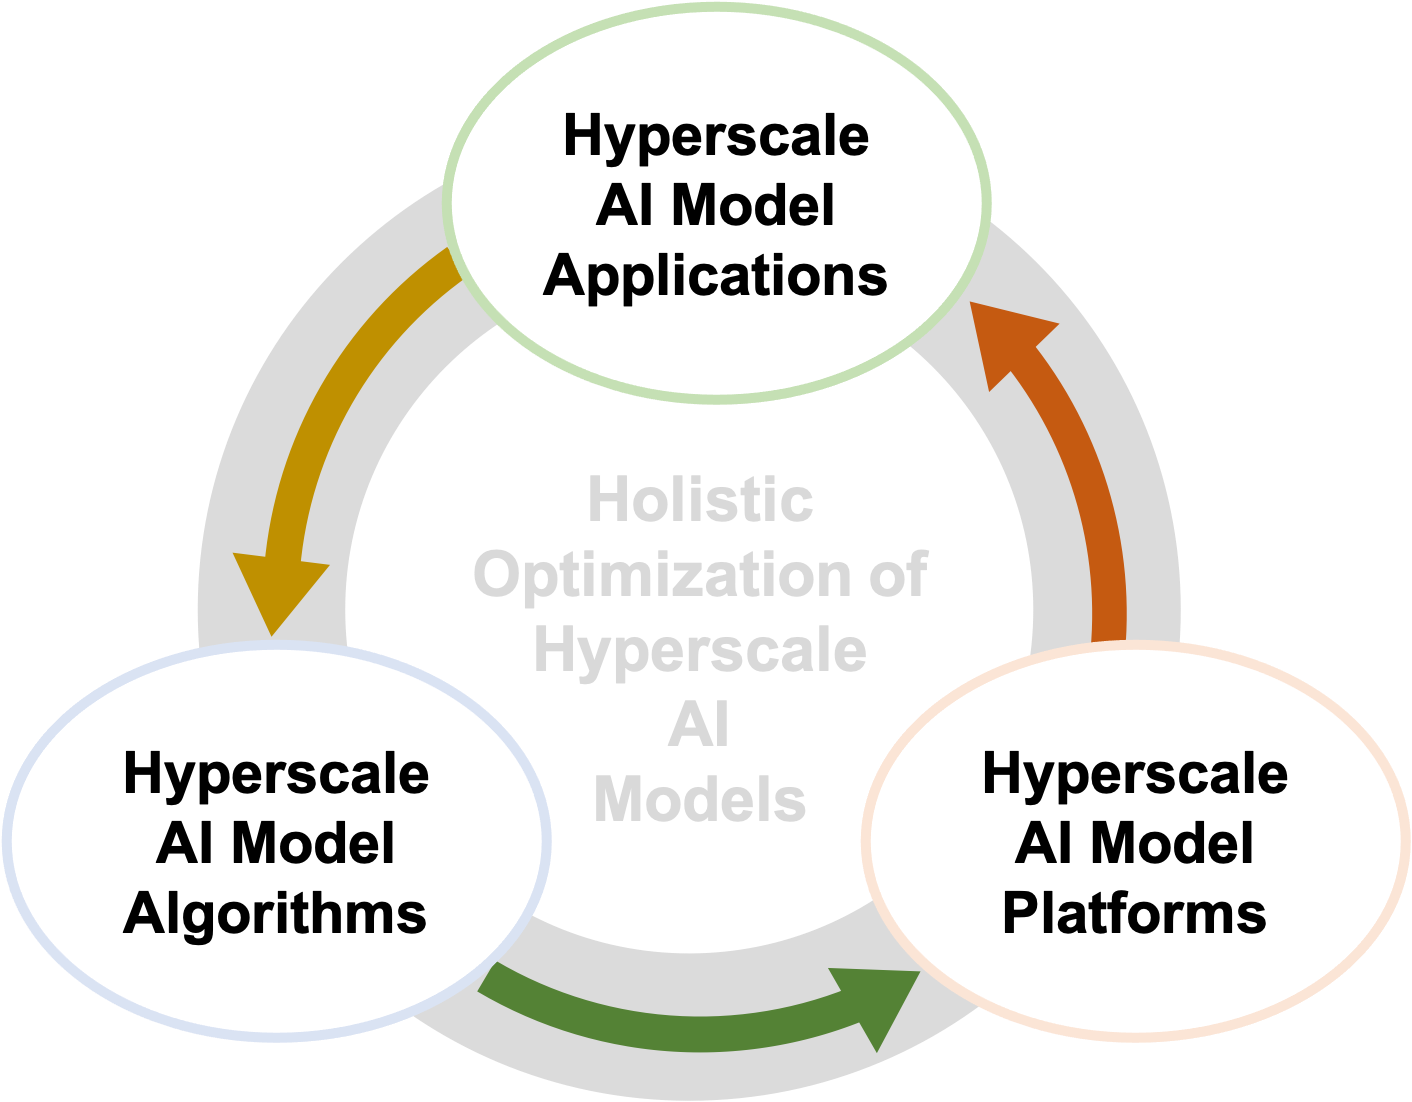 Hyperscale
AI Model
Applications
Holistic
Optimization of
Hyperscale
AI
Models
Hyperscale
AI Model
Algorithms
Hyperscale
AI Model
Platforms